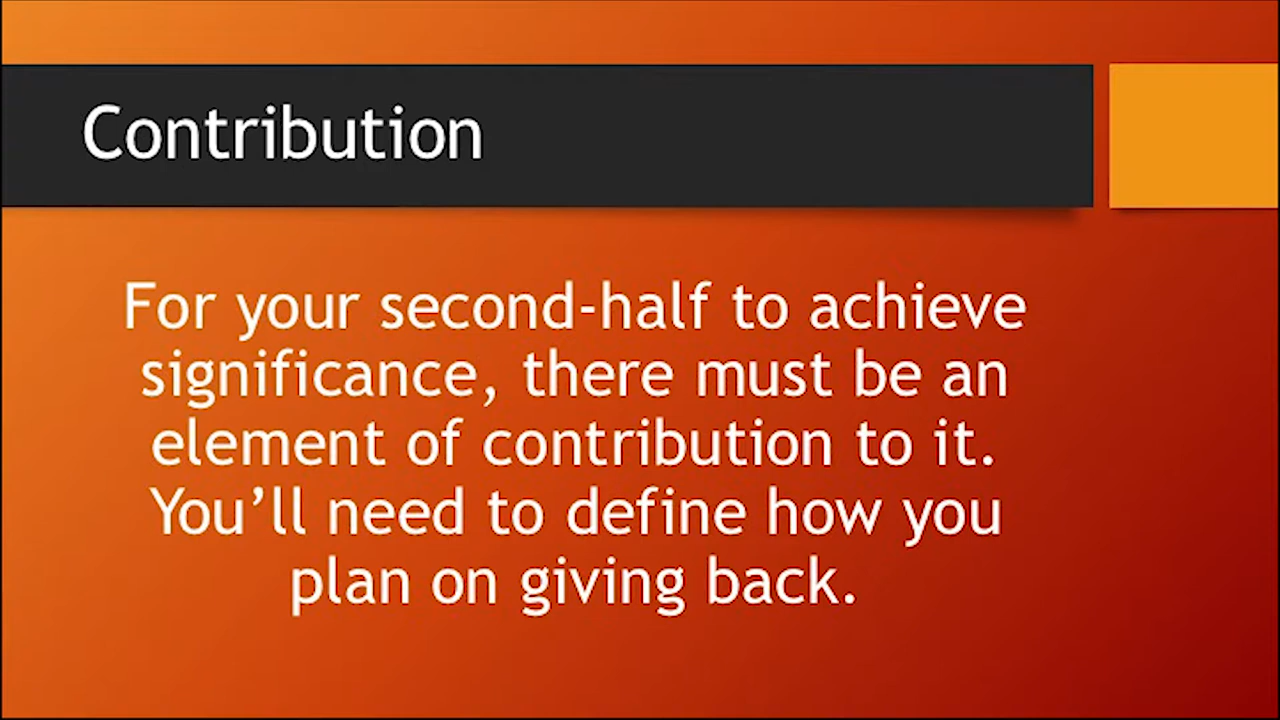 Contribution
For your second-half to achieve
significance, there must be an
element of contribution to it.
You’ll need to define how you
plan on giving back.